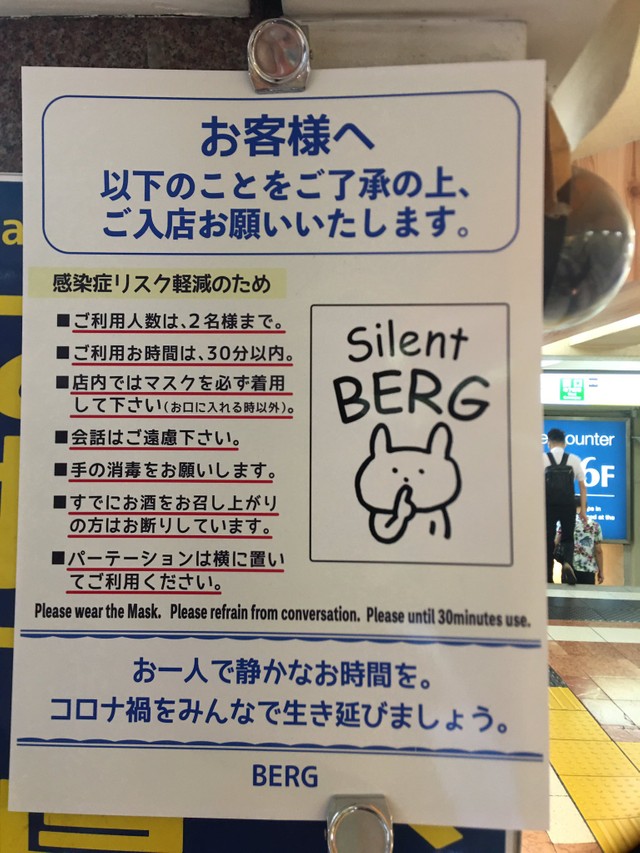 お客様へ
以下のことをご了承の上、
ご入店お願いいたします。
感染症リスク軽減のため
■ご利用人数は、2名様まで。
■ご利用お時間は、30分以内。
■店内ではマスクを必ず着用
して下さい(お口に入れる時以外)。
■会話はご遠慮下さい。
■手の消毒をお願いします。
■すでにお酒をお召し上がり
の方はお断りしています。
■パーテーションは横に置い
てご利用ください。
Silent
BERG
Please wear the Mask. Please refrain from conversation. Please until 30minutes use.
お一人で静かなお時間を。
コロナ禍をみんなで生き延びましょう。
BERG
ounter
6F